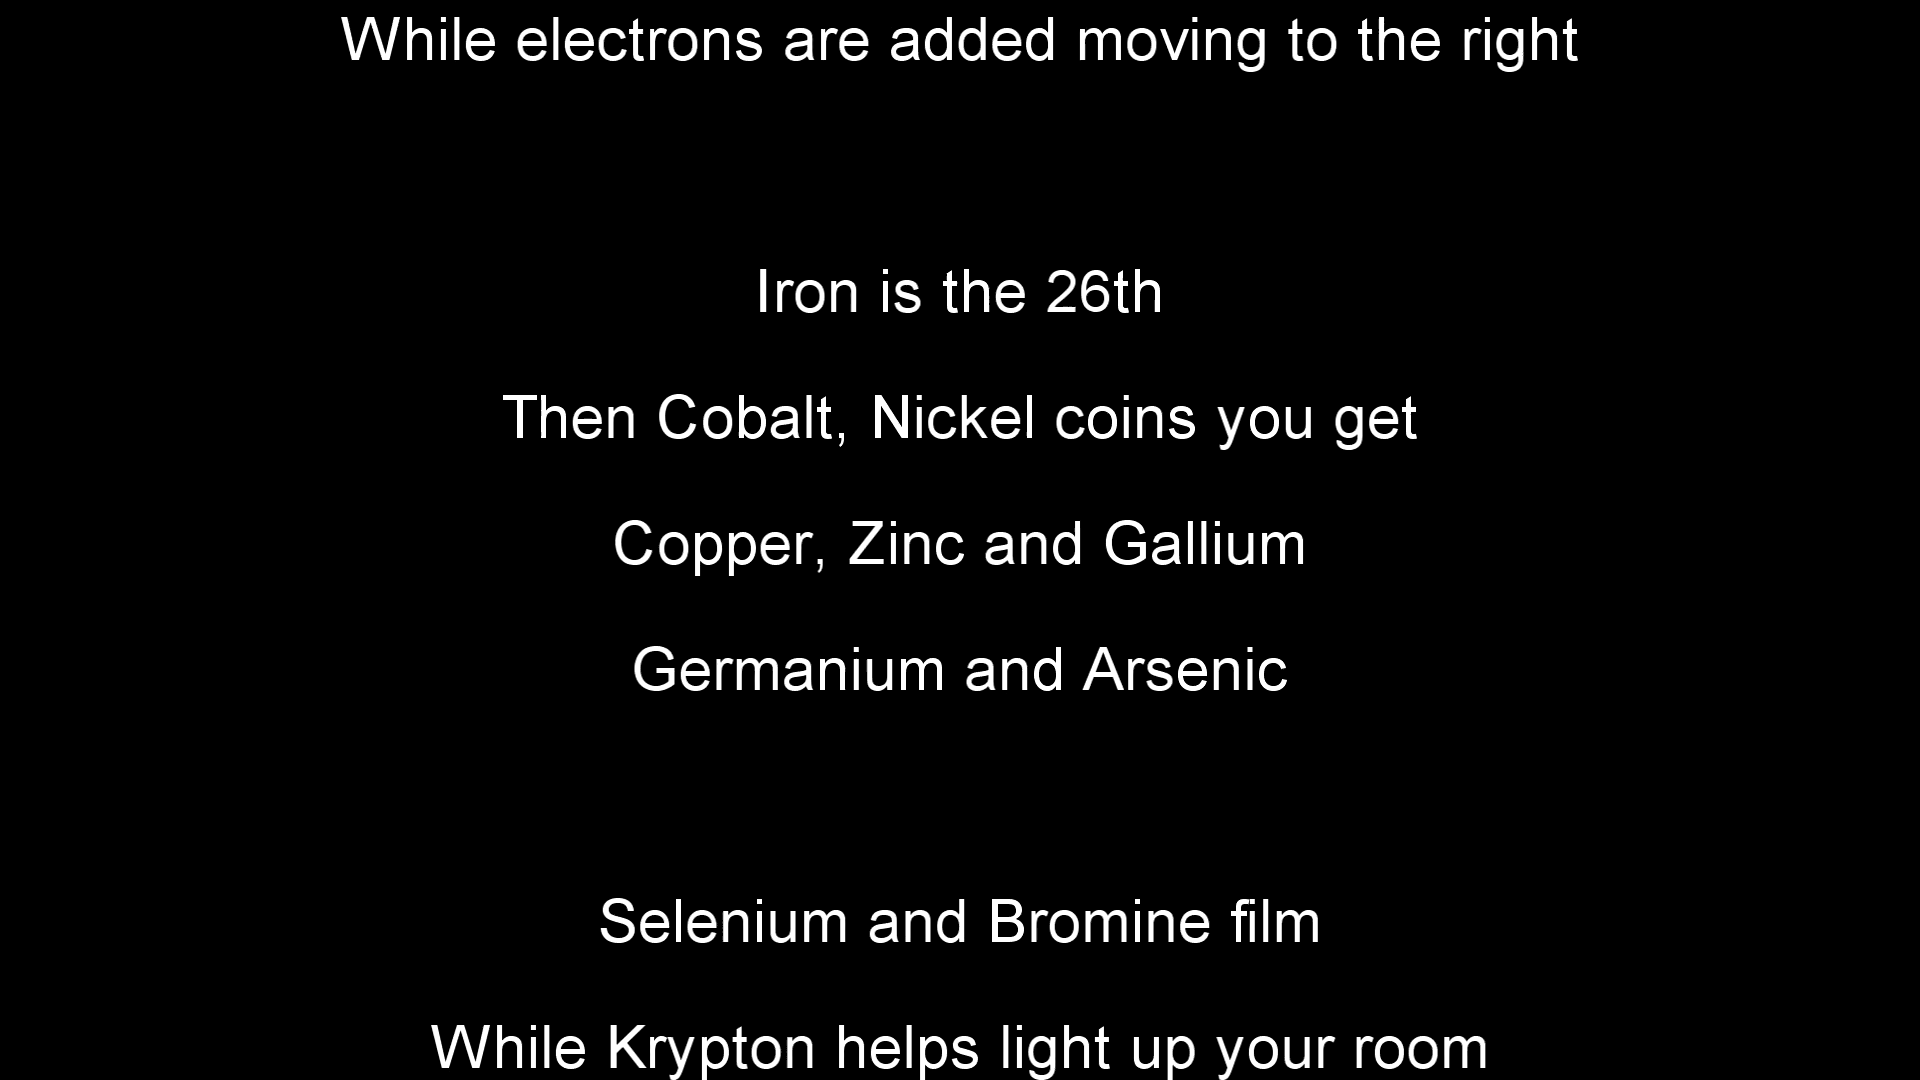 While electrons are added moving to the right
Iron is the 26th
Then Cobalt, Nickel coins you get
Copper, Zinc and Gallium
Germanium and Arsenic
Selenium and Bromine film
While Krypton helps light up your room